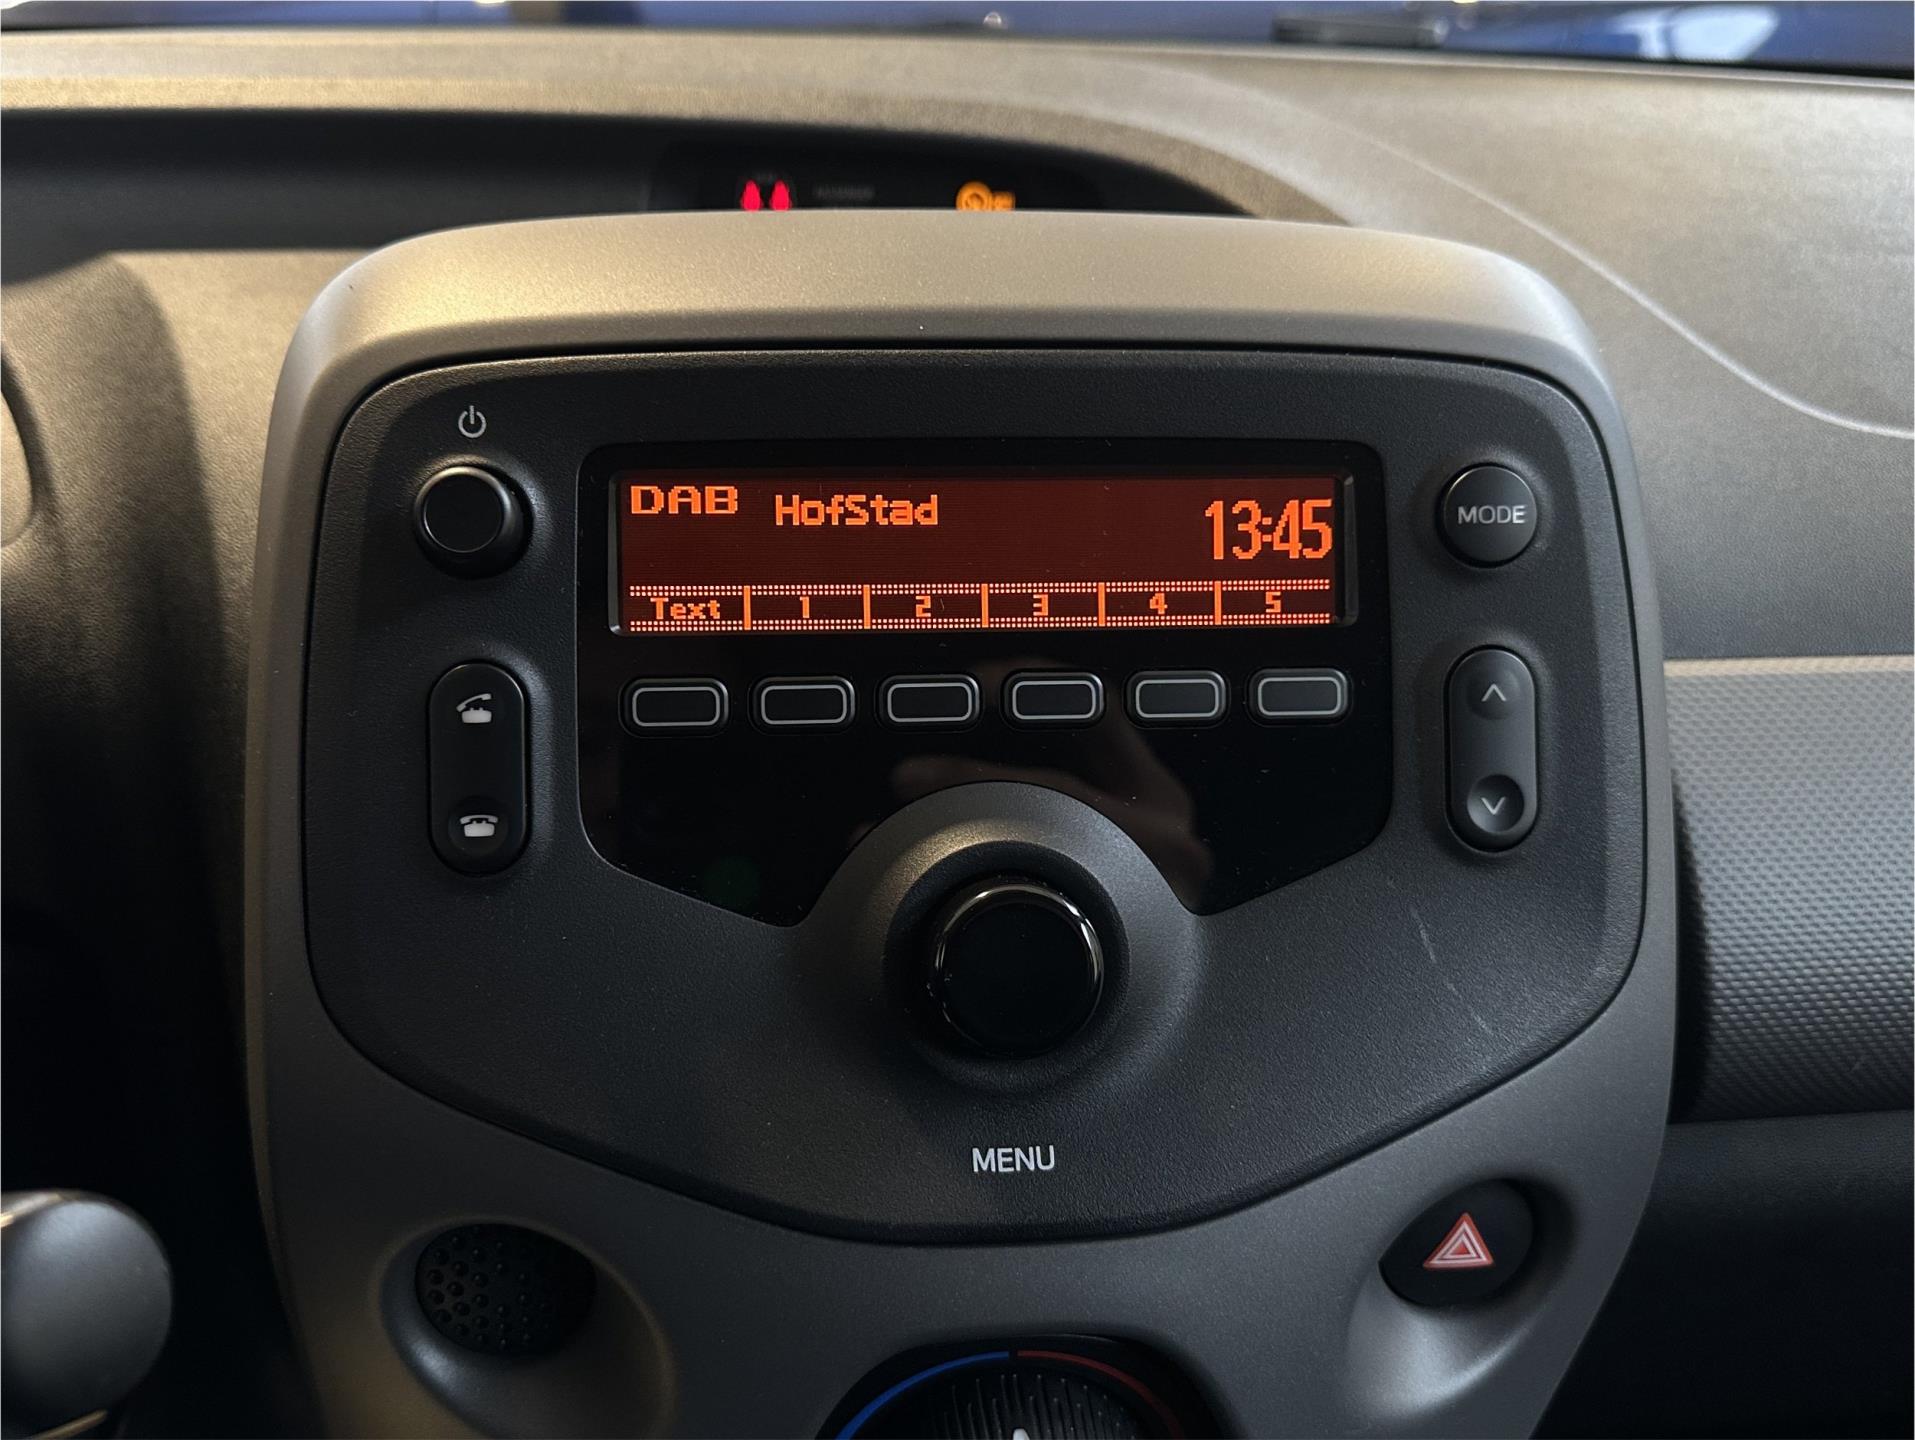 DAB HofStad 13:45
Text 1 2 3 4 5
MODE
MENU